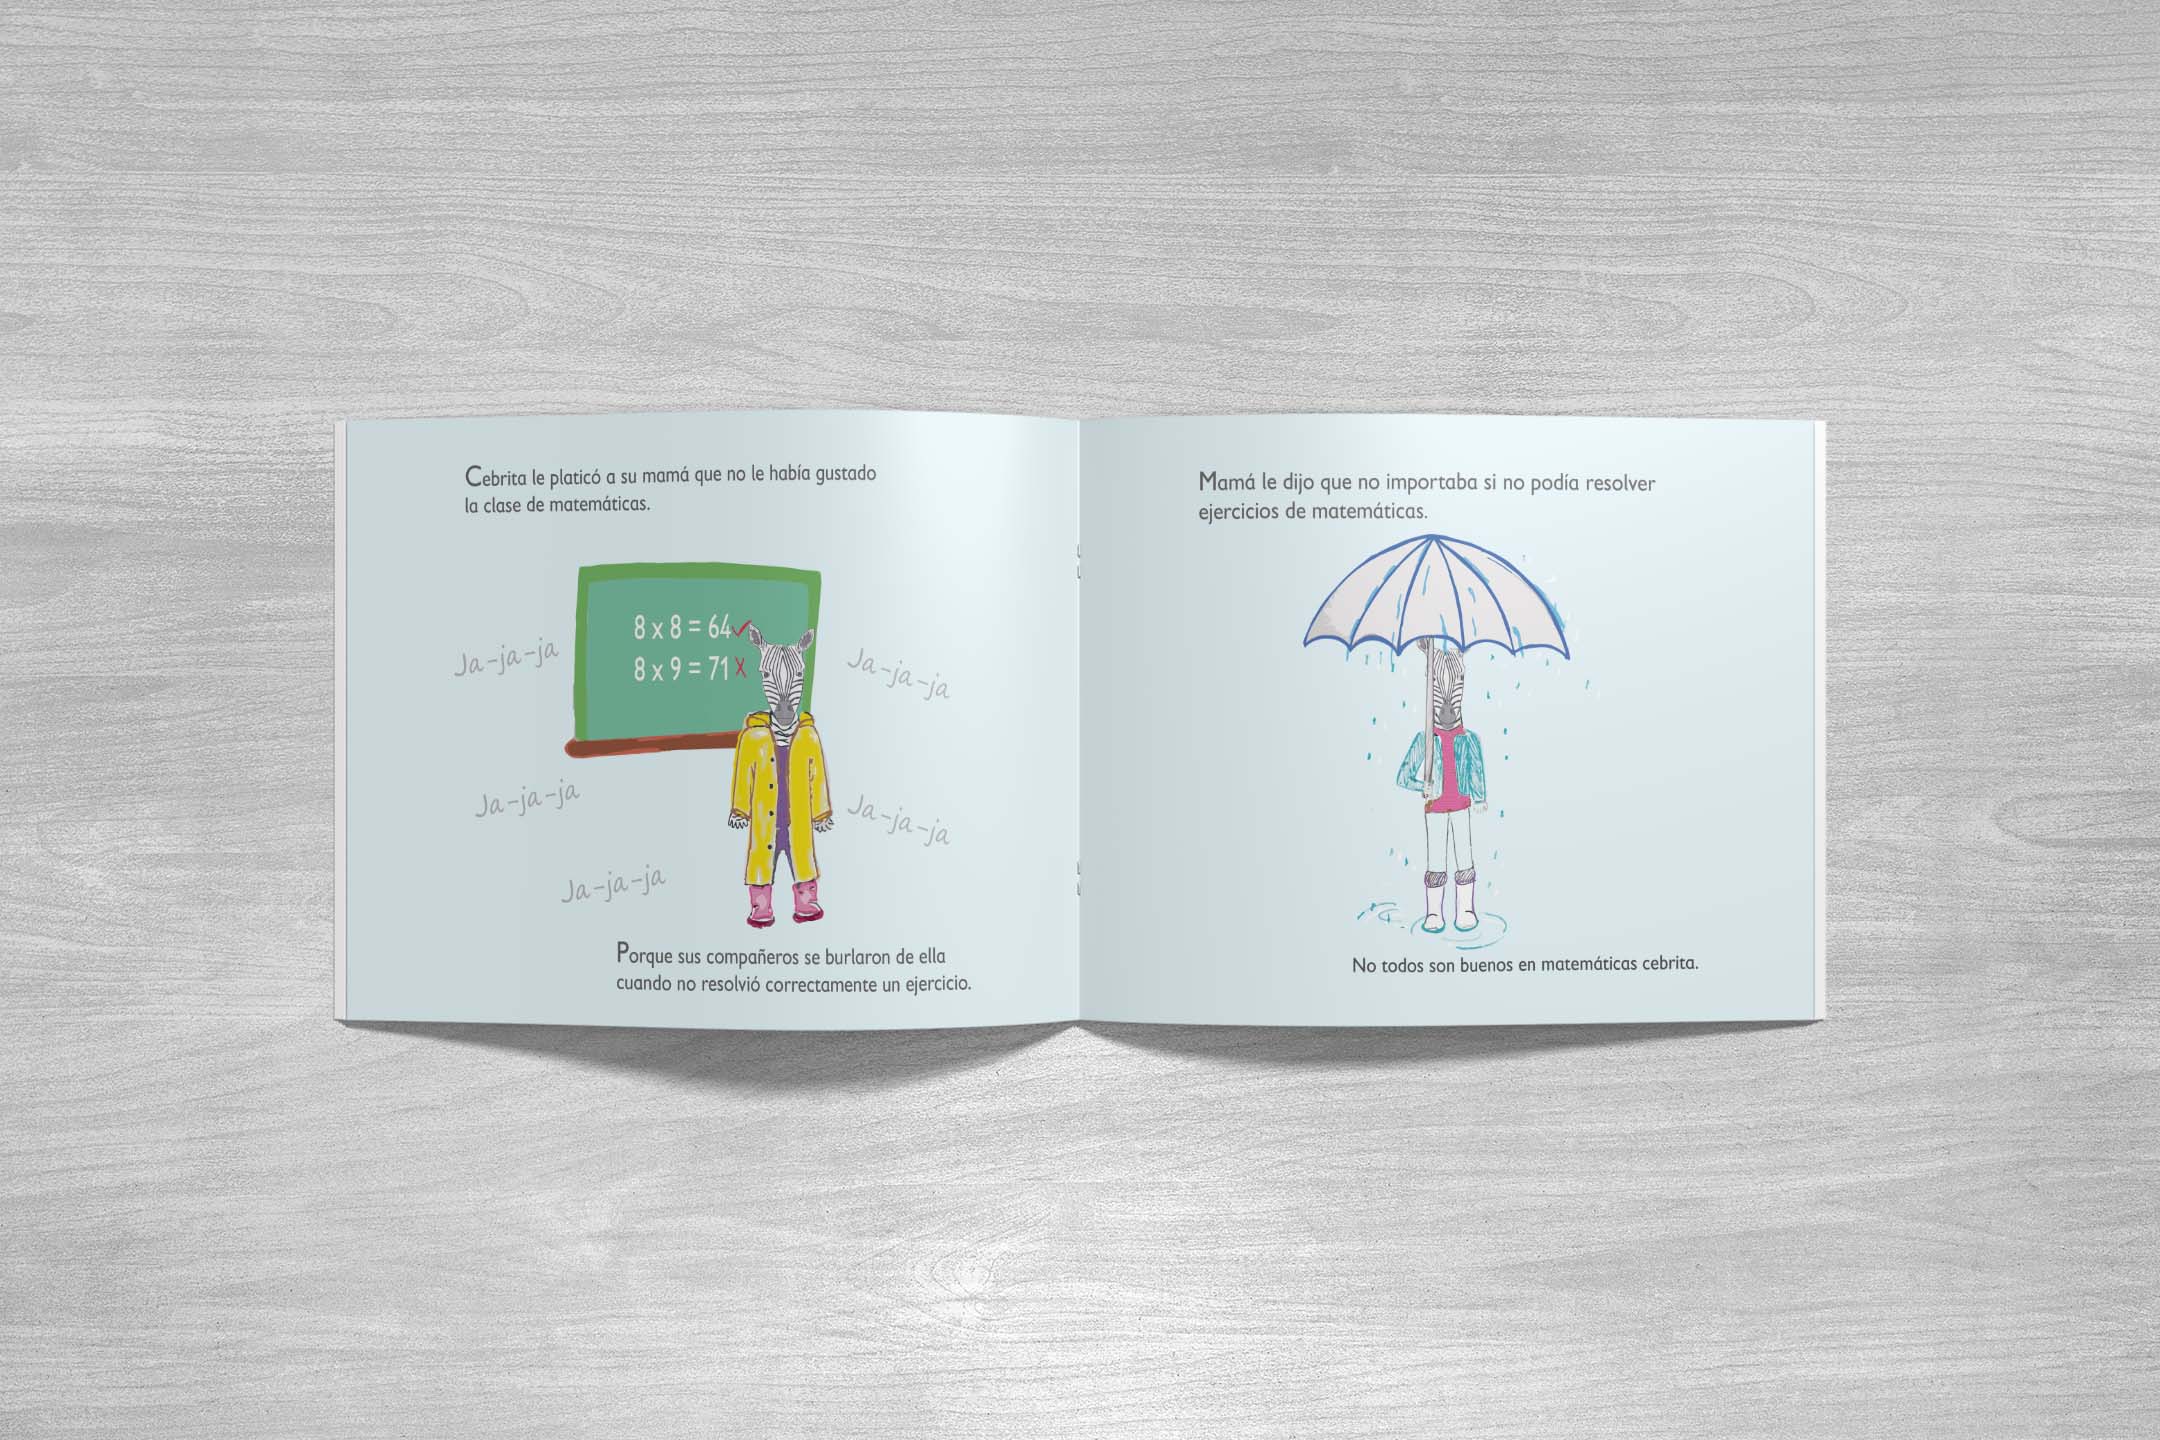 Cebrita le platicó a su mamá que no le había gustado
la clase de matemáticas.
8 x 8 = 64✓
8 x 9 = 71 x
Ja-ja-ja
Ja-ja-ja
Ja-ja-ja
Ja-ja-ja
Ja-ja-ja
Porque sus compañeros se burlaron de ella
cuando no resolvió correctamente un ejercicio.
Mamá le dijo que no importaba si no podía resolver
ejercicios de matemáticas.
No todos son buenos en matemáticas cebrita.